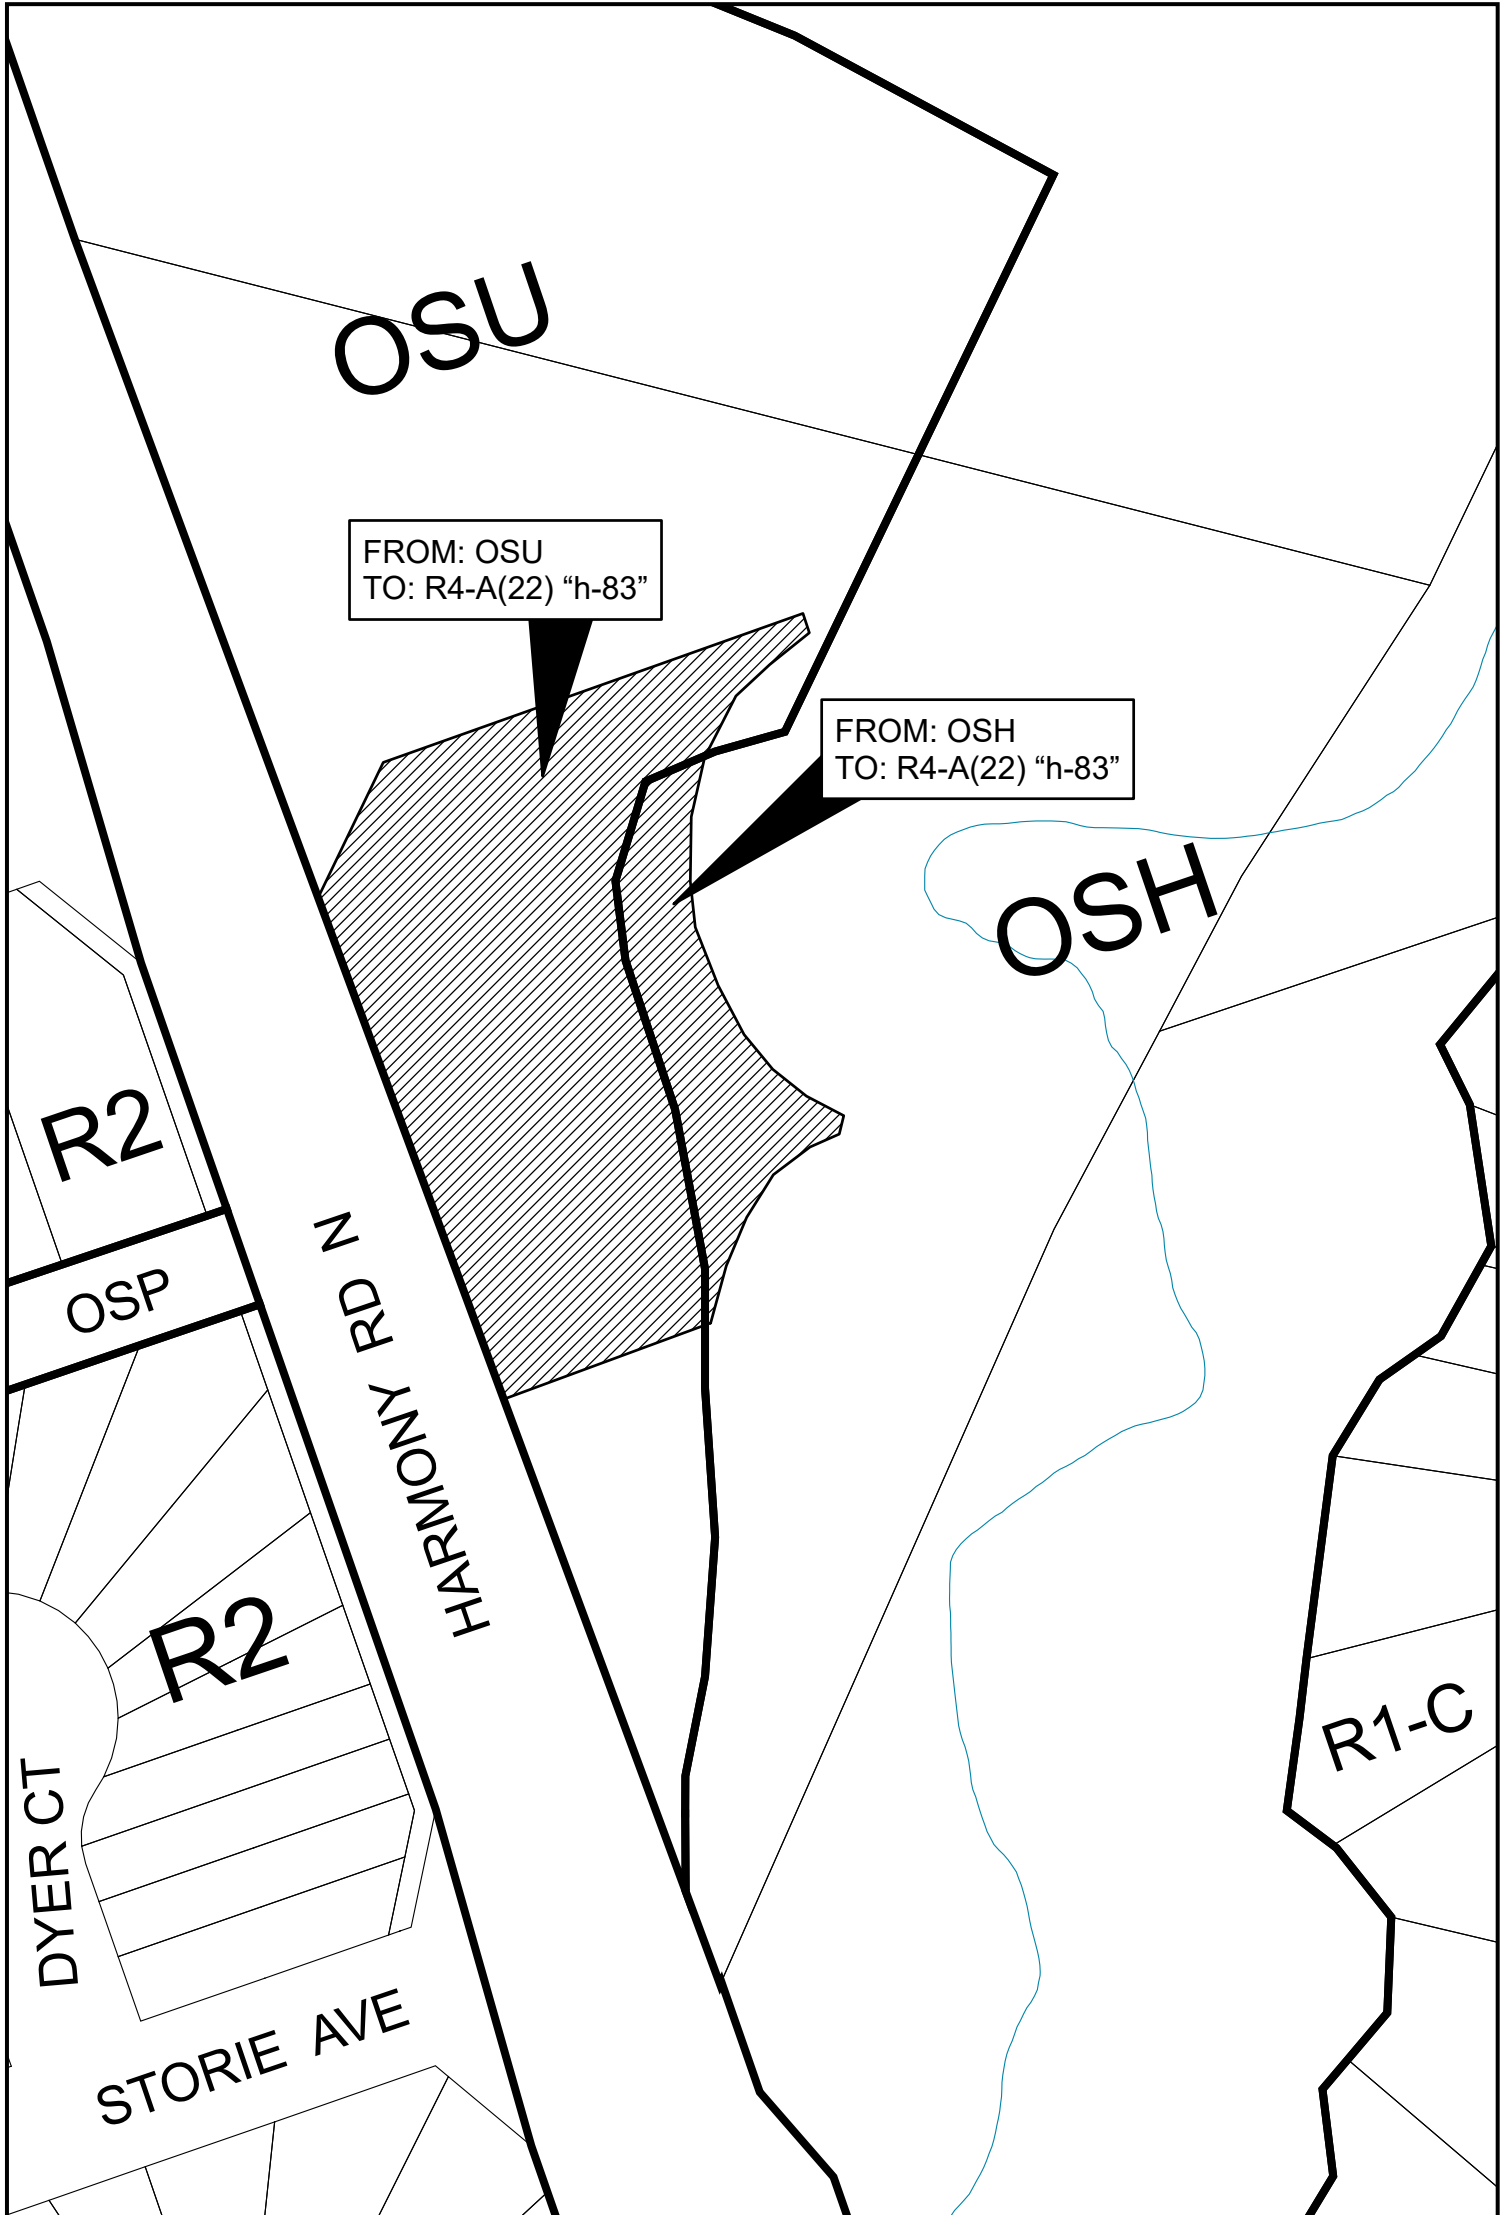 OSU
FROM: OSU
TO: R4-A(22) “h-83”
FROM: OSH
TO: R4-A(22) “h-83”
OSH
R2
OSP
HARMONY RD N
R2
R1-C
DYER CT
STORIE AVE